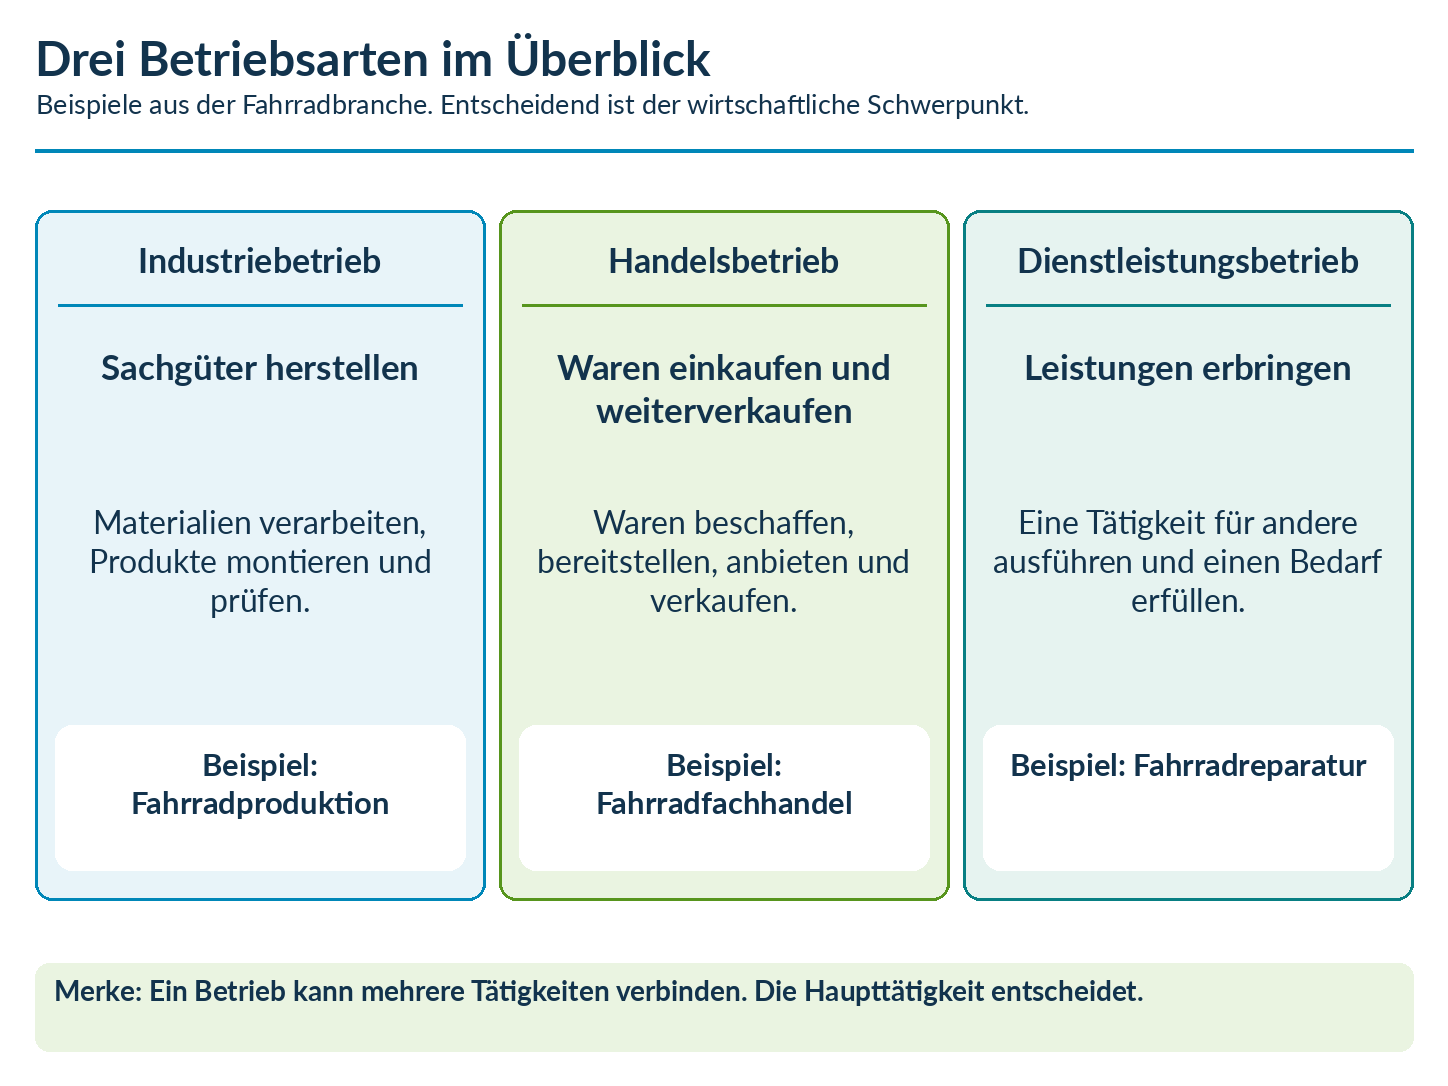 Drei Betriebsarten im Überblick
Beispiele aus der Fahrradbranche. Entscheidend ist der wirtschaftliche Schwerpunkt.
Industriebetrieb
Sachgüter herstellen
Materialien verarbeiten,
Produkte montieren und
prüfen.
Beispiel:
Fahrradproduktion
Handelsbetrieb
Waren einkaufen und
weiterverkaufen
Waren beschaffen,
bereitstellen, anbieten und
verkaufen.
Beispiel:
Fahrradfachhandel
Dienstleistungsbetrieb
Leistungen erbringen
Eine Tätigkeit für andere
ausführen und einen Bedarf
erfüllen.
Beispiel: Fahrradreparatur
Merke: Ein Betrieb kann mehrere Tätigkeiten verbinden. Die Haupttätigkeit entscheidet.